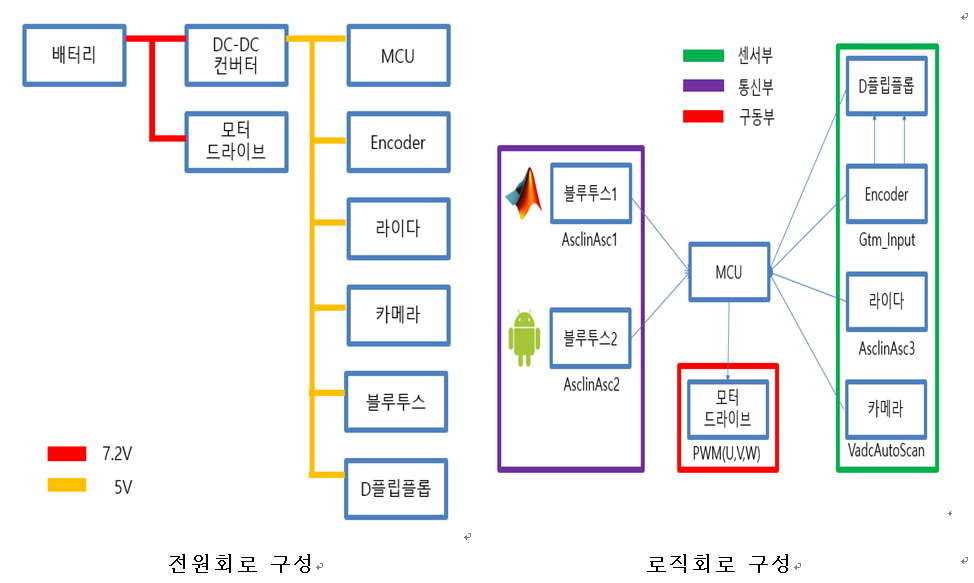 배터리
DC-DC
컨버터
MCU
모터
드라이브
Encoder
라이다
카메라
블루투스
D플립플롭
7.2V
5V
전원회로 구성
센서부
통신부
구동부
블루투스1
AsclinAsc1
블루투스2
AsclinAsc2
MCU
모터
드라이브
PWM(U,V,W)
D플립플롭
Encoder
Gtm_Input
라이다
AsclinAsc3
카메라
VadcAutoScan
로직회로 구성